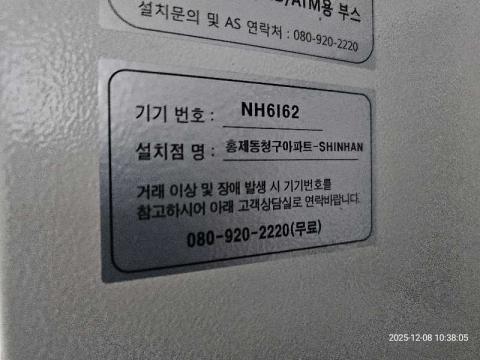 /ATM용 부스
설치문의 및 AS 연락처 : 080-920-2220
기기 번호 : NH6I62
설치점 명 : 홍제동청구아파트-SHINHAN
거래 이상 및 장애 발생 시 기기번호를
참고하시어 아래 고객상담실로 연락바랍니다.
080-920-2220(무료)
2025-12-08 10:38:05